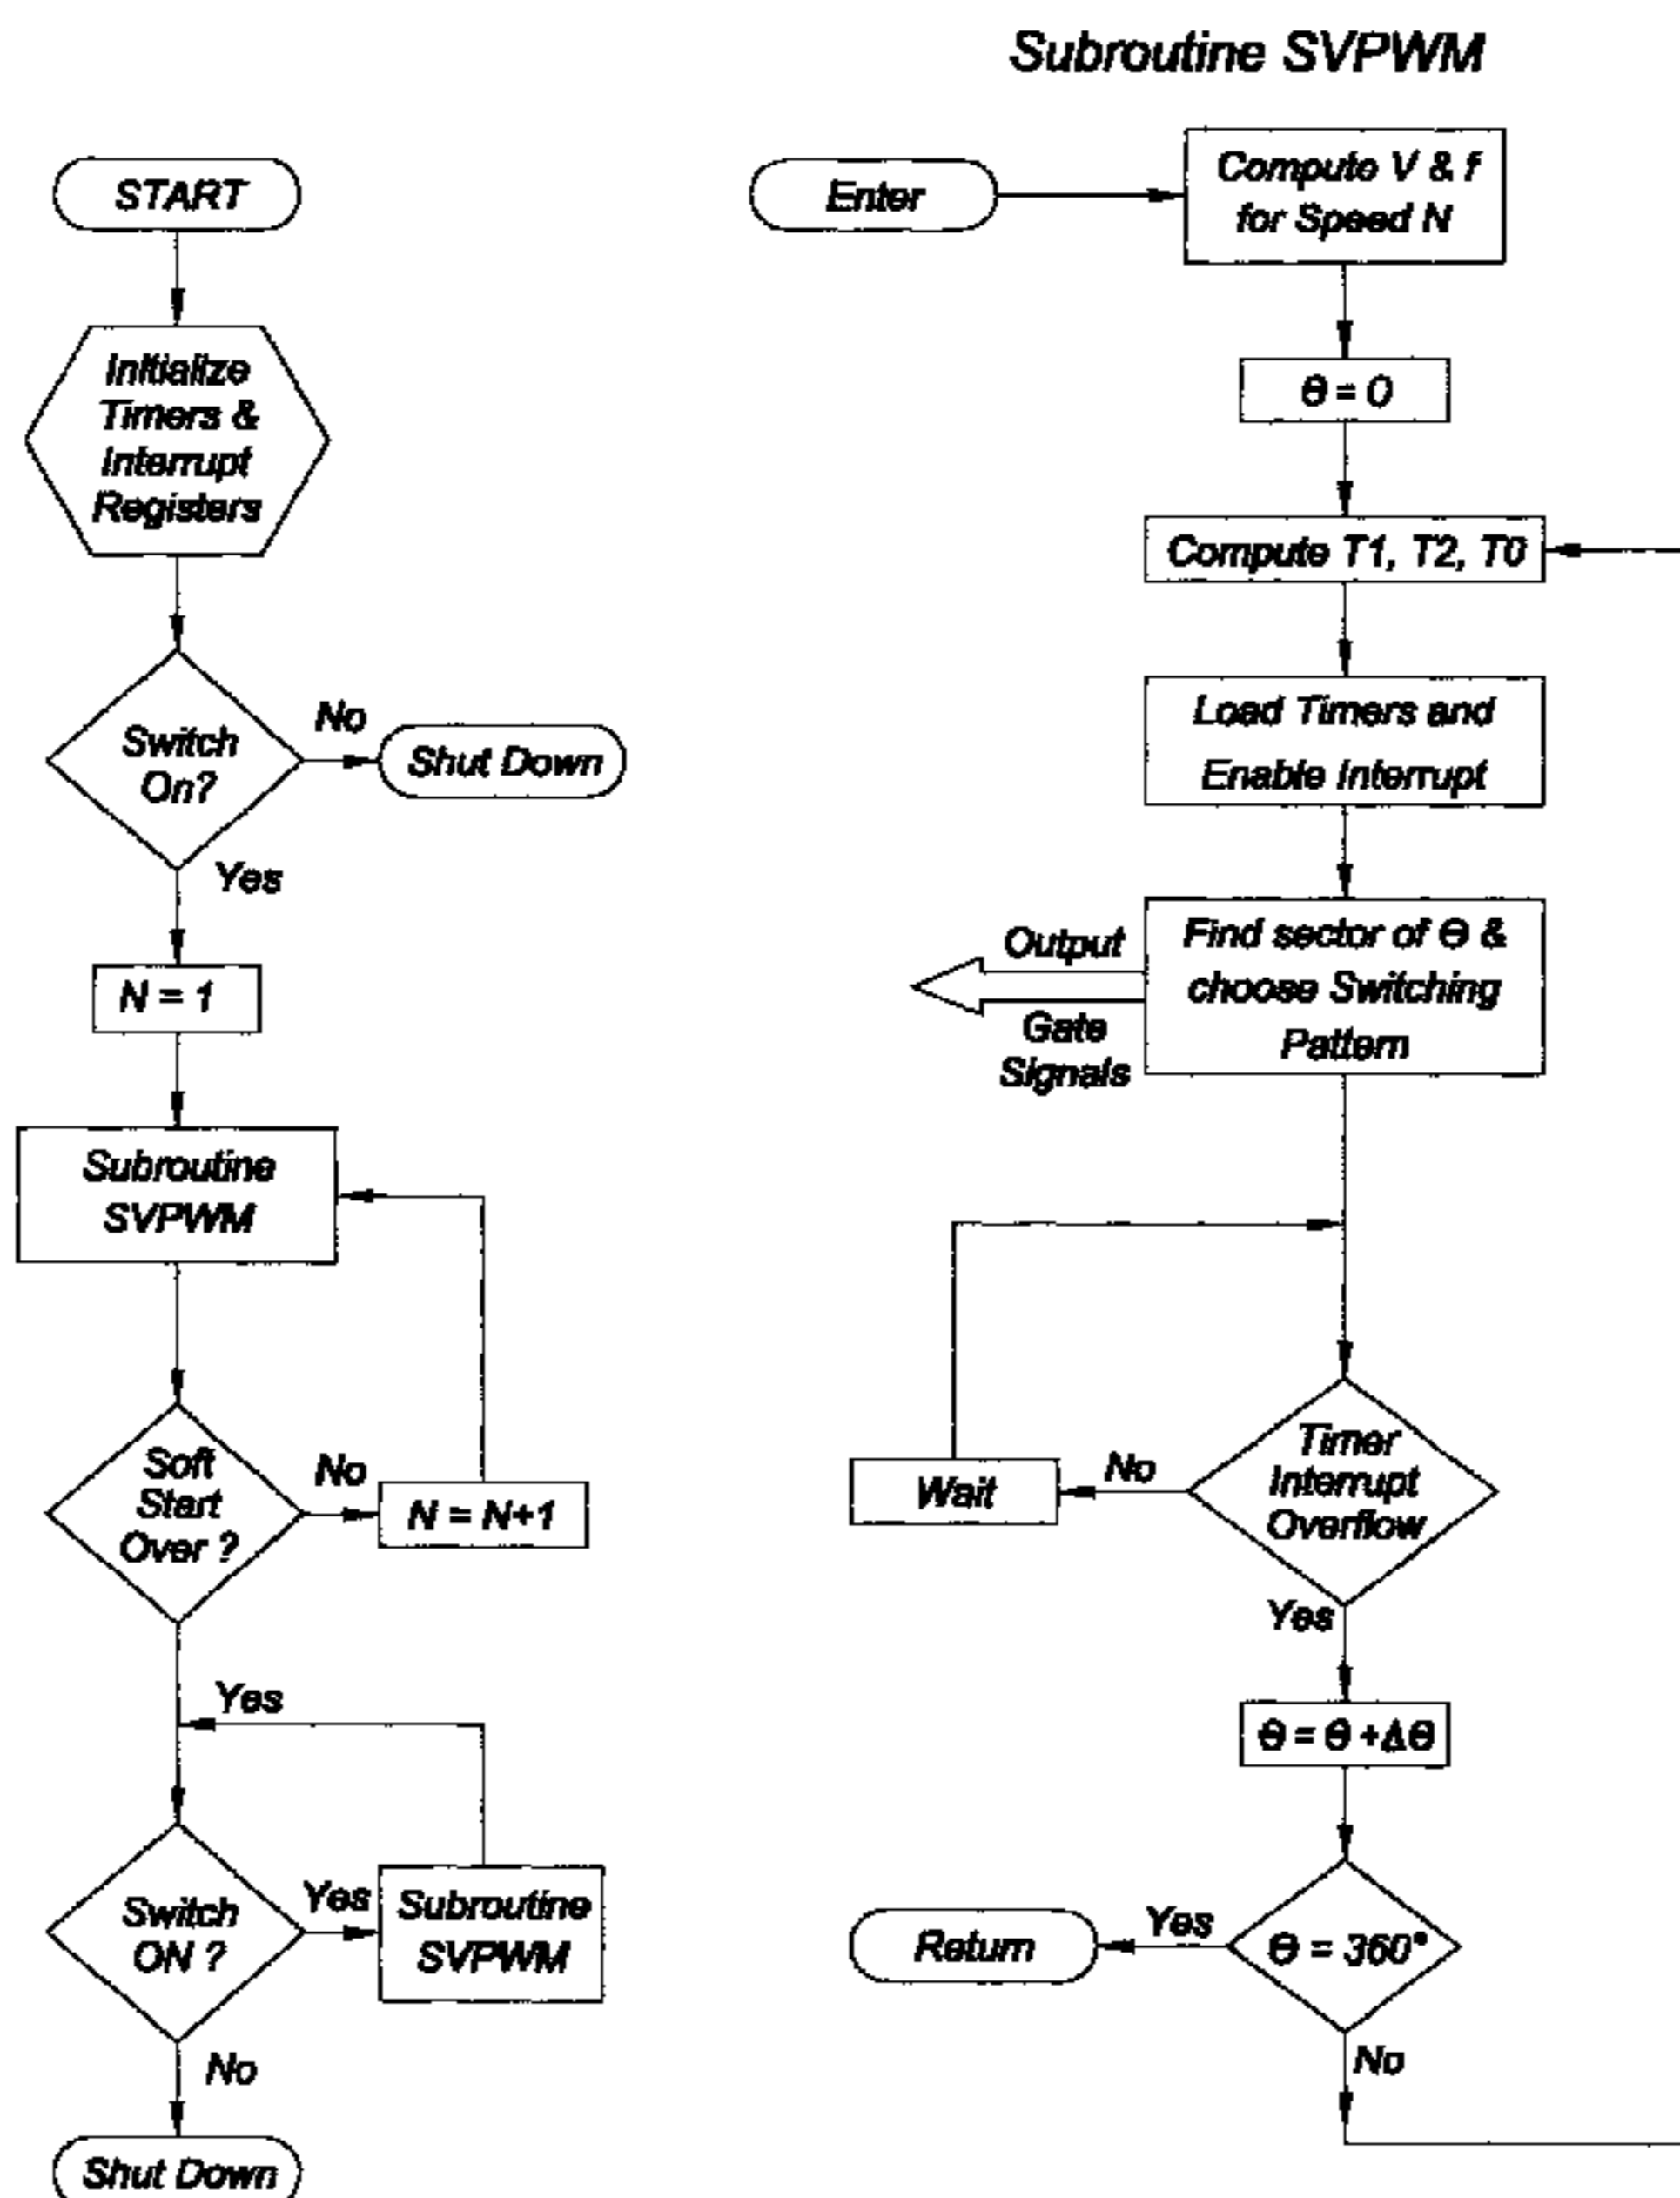 Subroutine SVPWM
START
Initialize
Timers &
Interrupt
Registers
Switch
On?
No
Shut Down
Yes
N = 1
Subroutine
SVPWM
Soft
Start
Over ?
No
N = N+1
Yes
Switch
ON ?
Yes
Subroutine
SVPWM
No
Shut Down
Enter
Compute V & f
for Speed N
Θ = 0
Compute T1, T2, T0
Load Timers and
Enable Interrupt
Find sector of Θ &
choose Switching
Pattern
Output
Gate
Signals
Timer
Interrupt
Overflow
No
Wait
Yes
Θ = Θ +ΔΘ
Θ = 360°
Yes
Return
No